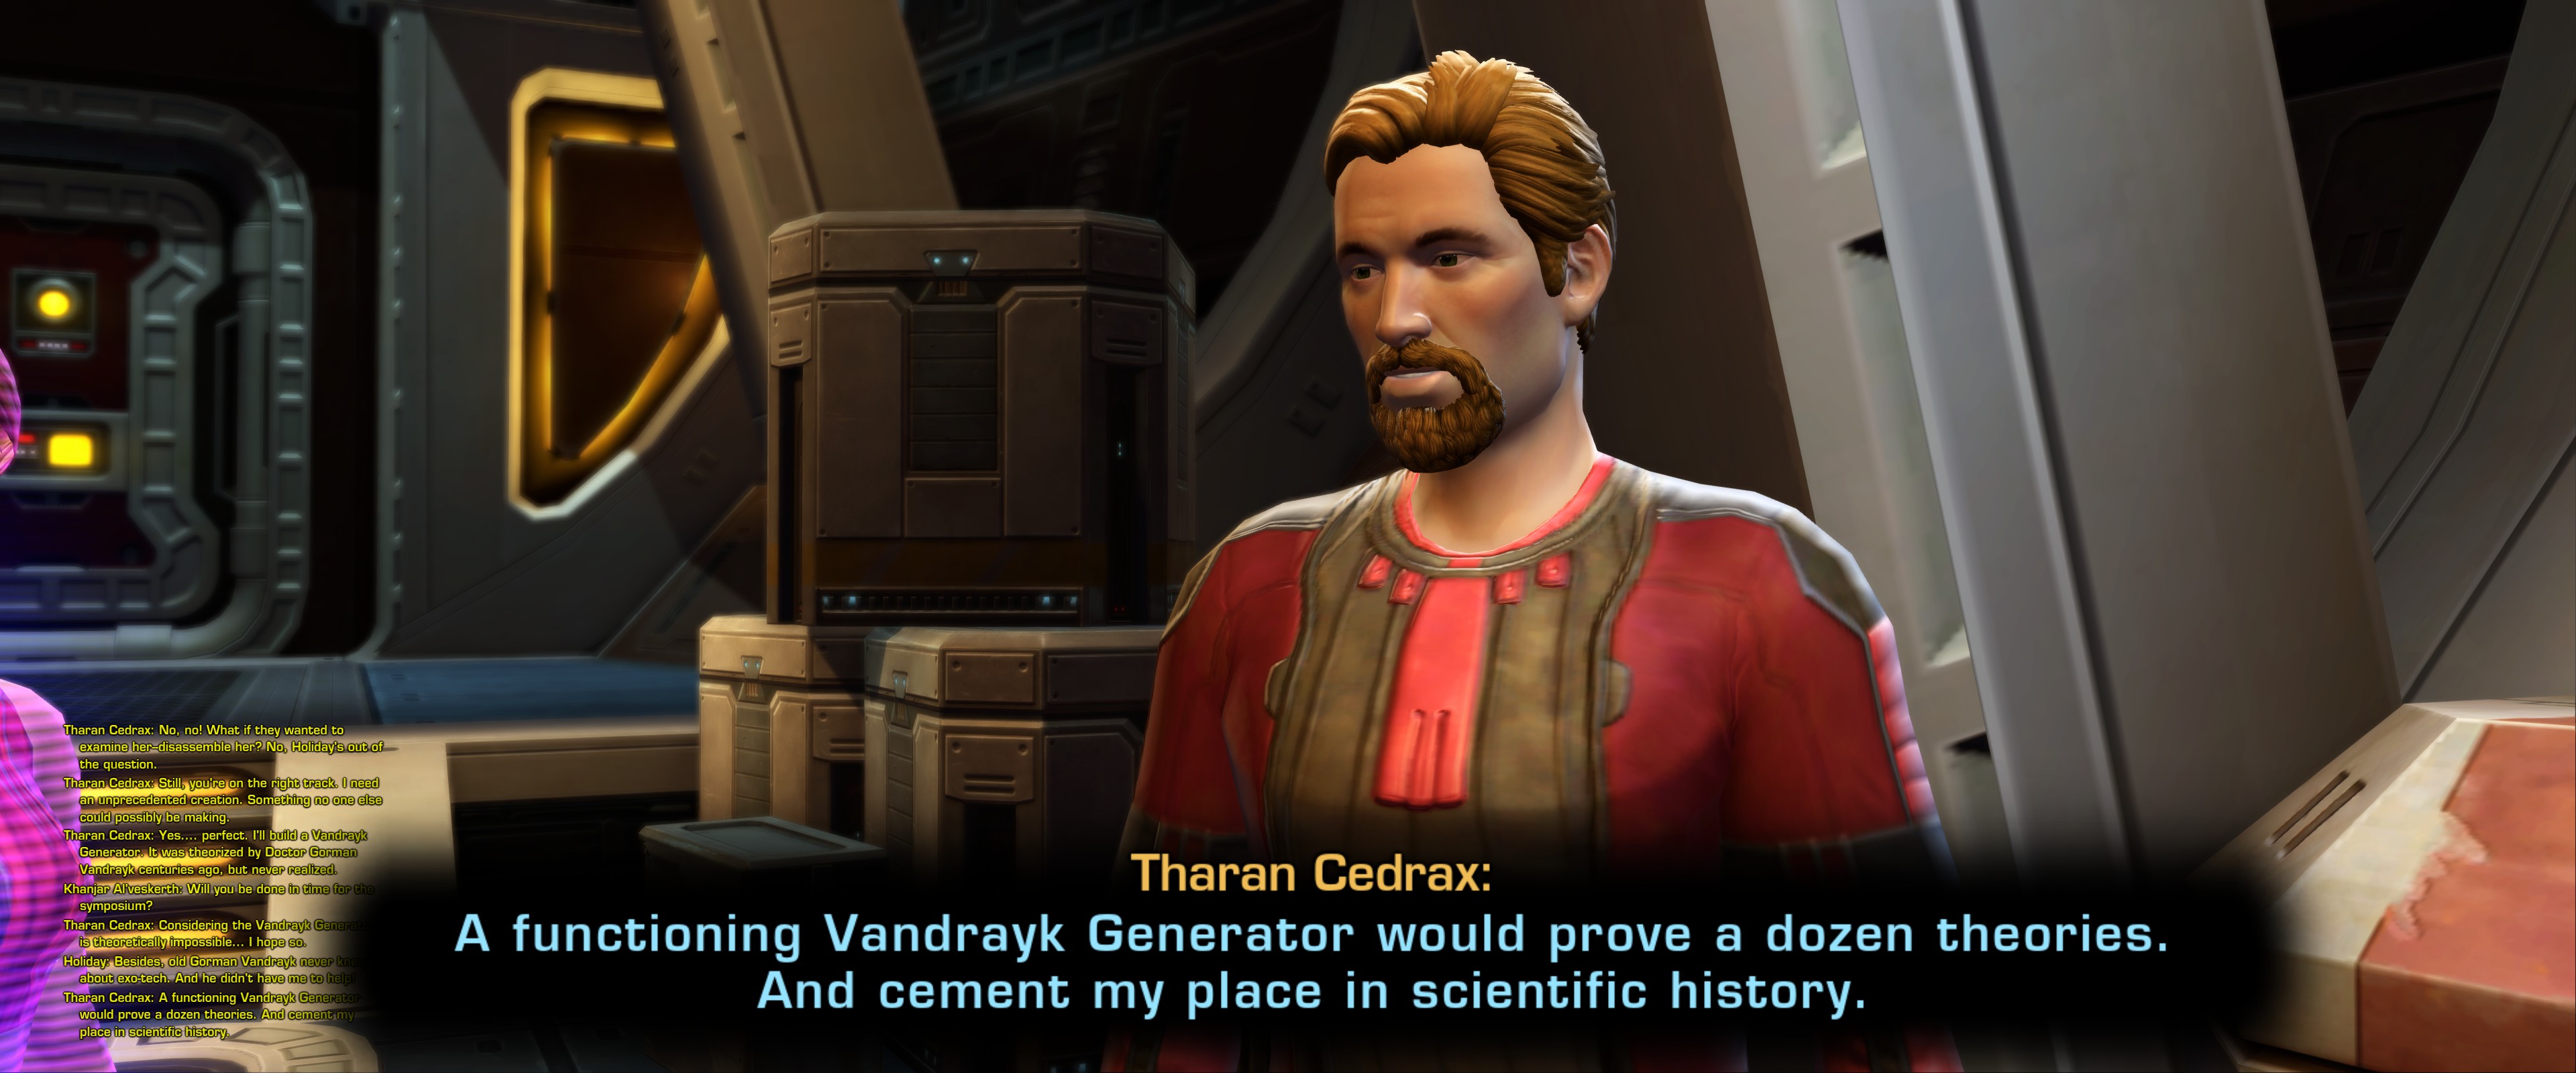 Tharan Cedrax: No, no! What if they wanted to
examine her–disassemble her? No, Holiday's out of
the question.
Tharan Cedrax: Still, you're on the right track. I need
an unprecedented creation. Something no one else
could possibly be making.
Tharan Cedrax: Yes.... perfect. I'll build a Vandrayk
Generator. It was theorized by Doctor Gorman
Vandrayk centuries ago, but never realized.
Khanjar Al'veskerth: Will you be done in time for the
symposium?
Tharan Cedrax: Considering the Vandrayk Generator
is theoretically impossible... I hope so.
Holiday: Besides, old Gorman Vandrayk never
about exo-tech. And he didn't have me to help!
Tharan Cedrax: A functioning Vandrayk Generator
would prove a dozen theories. And cement my
place in scientific history.
Tharan Cedrax:
A functioning Vandrayk Generator would prove a dozen theories.
And cement my place in scientific history.